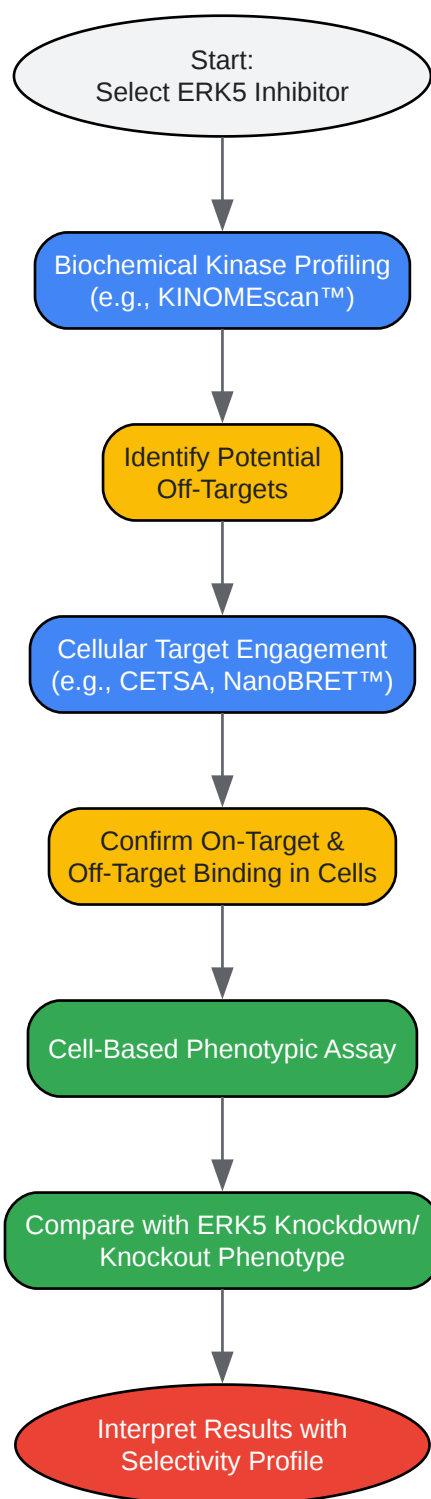 Start:
Select ERK5 Inhibitor
Biochemical Kinase Profiling
(e.g., KINOMEscan™)
Identify Potential
Off-Targets
Cellular Target Engagement
(e.g., CETSA, NanoBRET™)
Confirm On-Target &
Off-Target Binding in Cells
Cell-Based Phenotypic Assay
Compare with ERK5 Knockdown/
Knockout Phenotype
Interpret Results with
Selectivity Profile